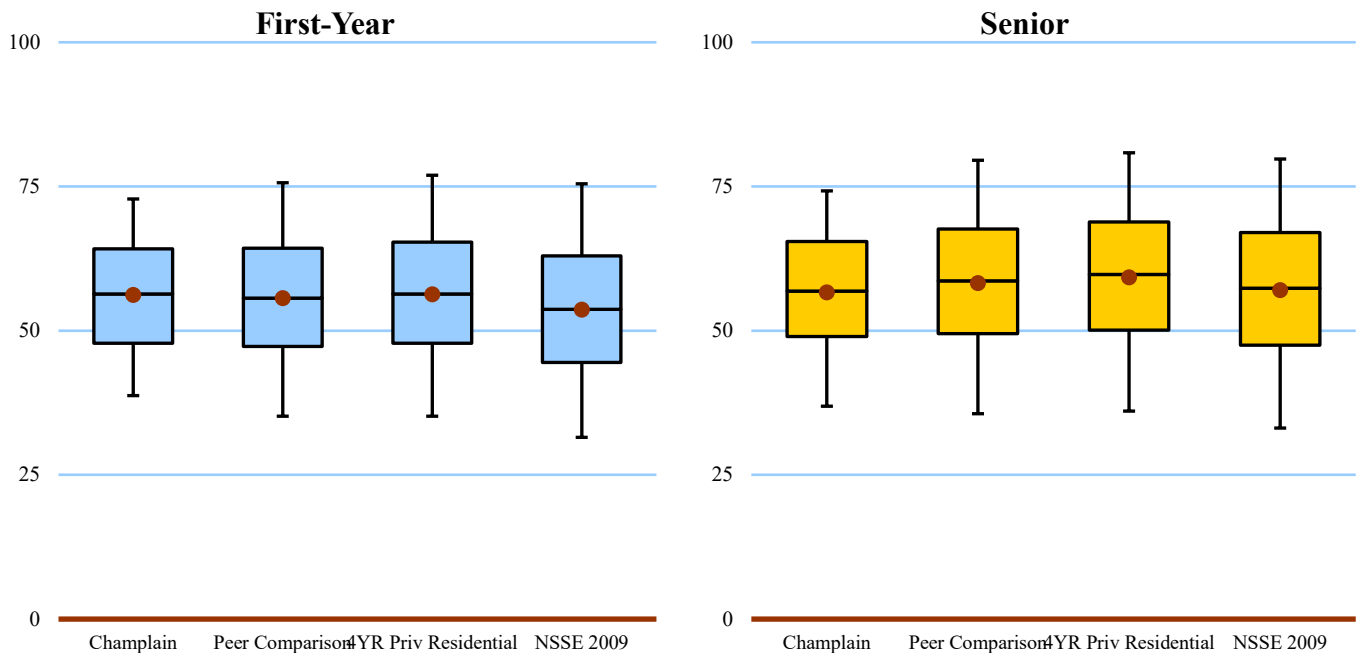 First-Year
100
75
50
25
0
Champlain
Peer Comparison
4YR Priv Residential
NSSE 2009
Senior
100
75
50
25
0
Champlain
Peer Comparison
4YR Priv Residential
NSSE 2009